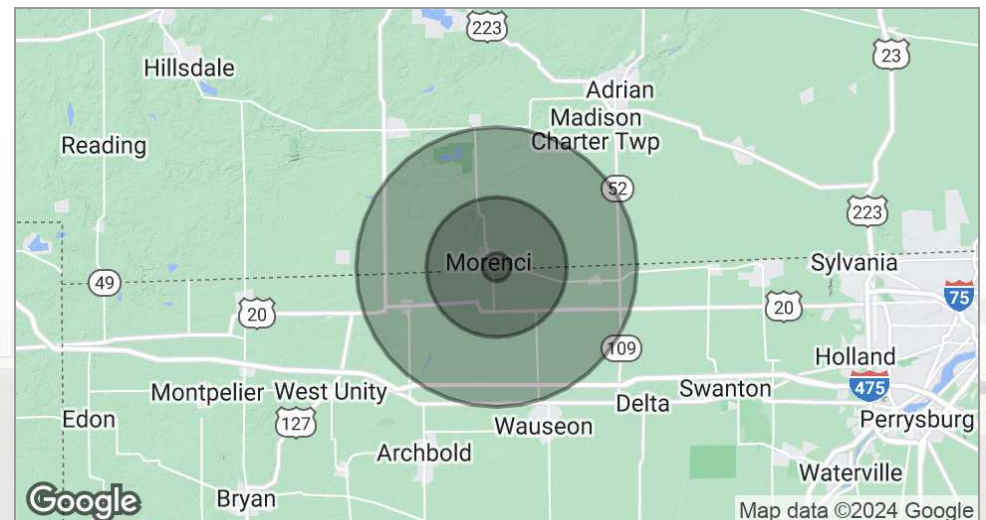 223
23
Hillsdale
Adrian
Madison
Charter Twp
Reading
52
223
Morenci
Sylvania
49
75
20
20
109
Holland
475
Montpelier
West Unity
Swanton
Delta
Edon
127
Wauseon
Perrysburg
Archbold
Waterville
Bryan
Google
Map data ©2024 Google